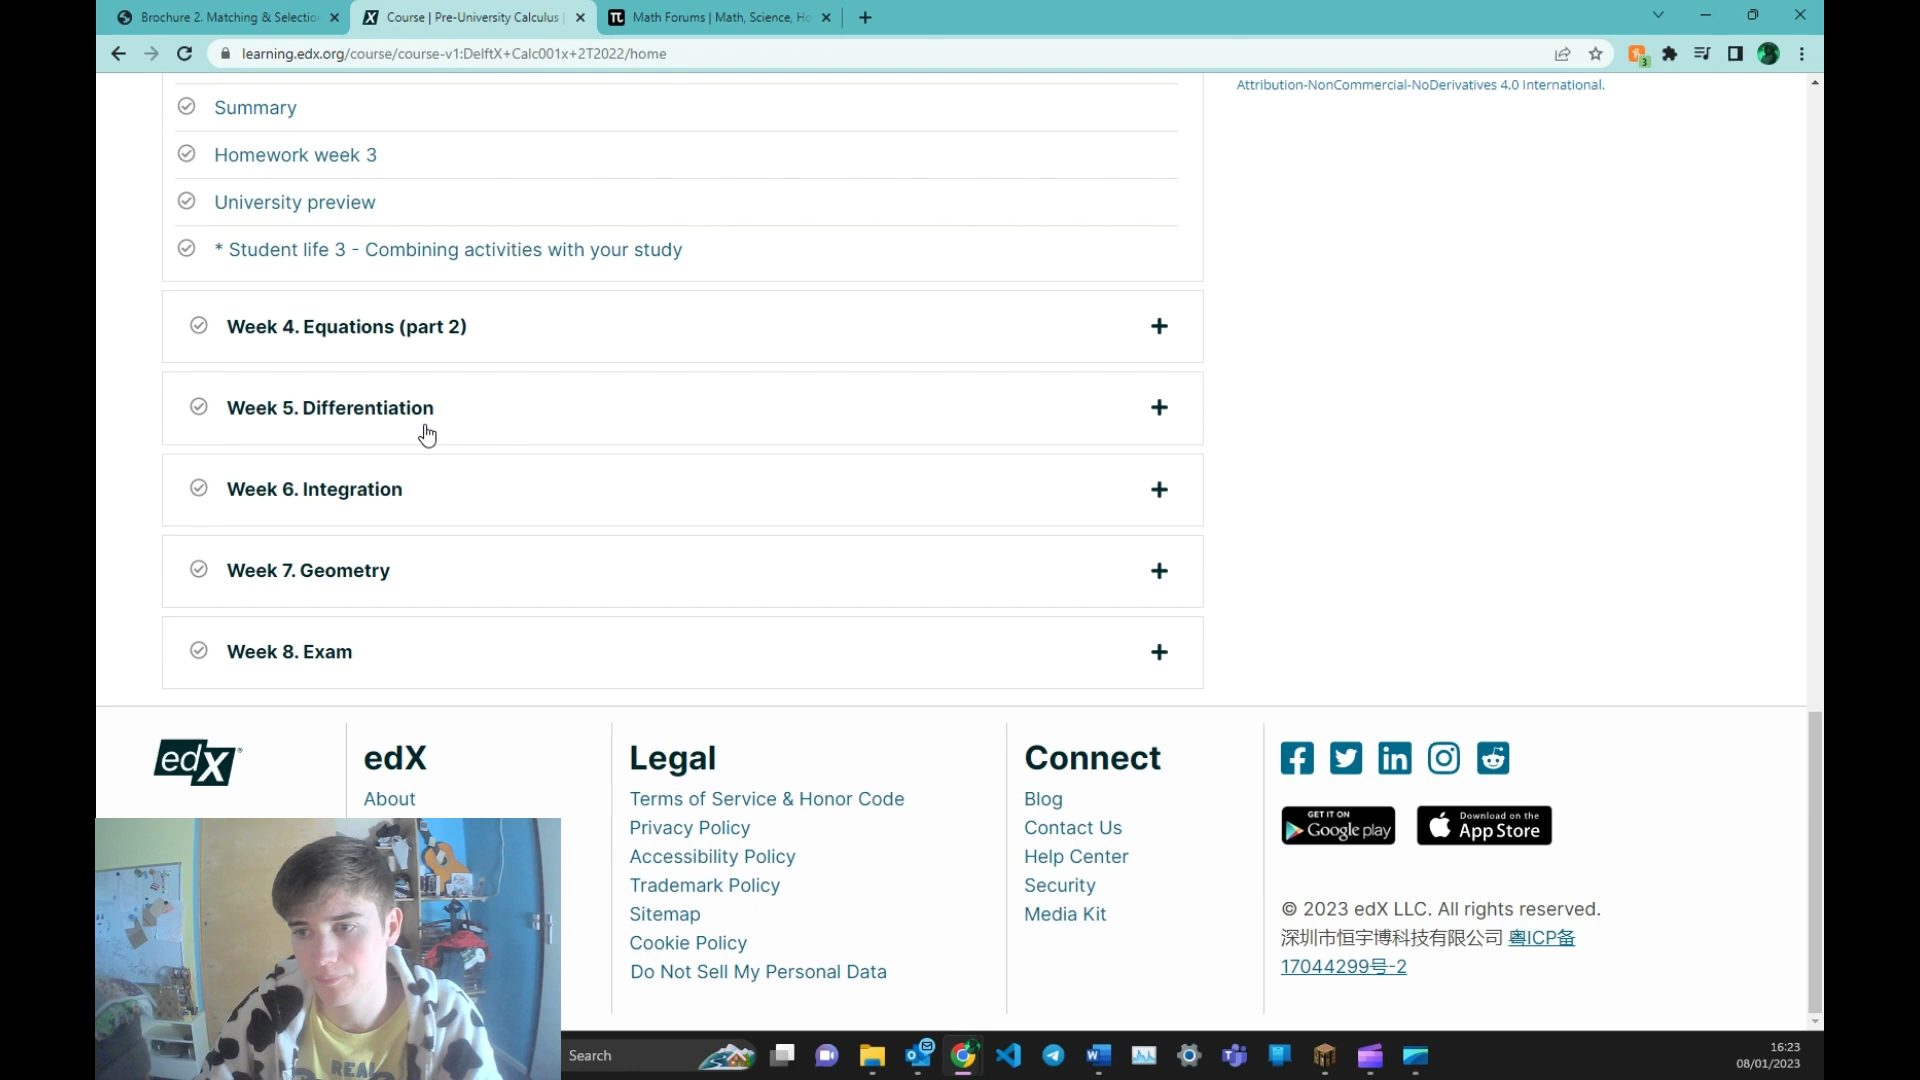 Brochure 2. Matching & Selectio
Course | Pre-University Calculus |
Math Forums | Math, Science, Ho
learning.edx.org/course/course-v1:DelftX+Calc001x+2T2022/home
3
Attribution-NonCommercial-NoDerivatives 4.0 International.
Summary
Homework week 3
University preview
* Student life 3 - Combining activities with your study
Week 4. Equations (part 2)
Week 5. Differentiation
Week 6. Integration
Week 7. Geometry
Week 8. Exam
edX
edX
About
Legal
Terms of Service & Honor Code
Privacy Policy
Accessibility Policy
Trademark Policy
Sitemap
Cookie Policy
Do Not Sell My Personal Data
Connect
Blog
Contact Us
Help Center
Security
Media Kit
GET IT ON
Google play
Download on the
App Store
© 2023 edX LLC. All rights reserved.
深圳市恒宇博科技有限公司 粤ICP备
17044299号-2
REAL
Search
16:23
08/01/2023